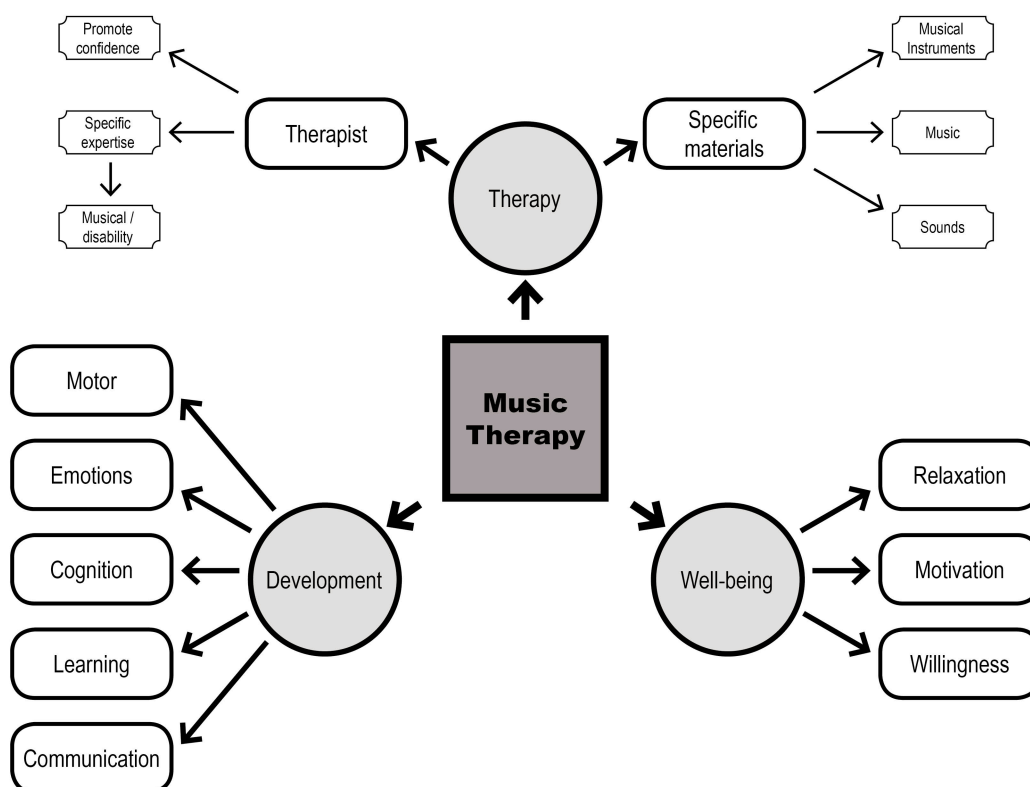 Promote
confidence
Musical
Instruments
Therapist
Specific
materials
Specific
expertise
Music
Therapy
Musical /
disability
Sounds
Music
Therapy
Motor
Emotions
Relaxation
Cognition
Development
Well-being
Motivation
Learning
Willingness
Communication